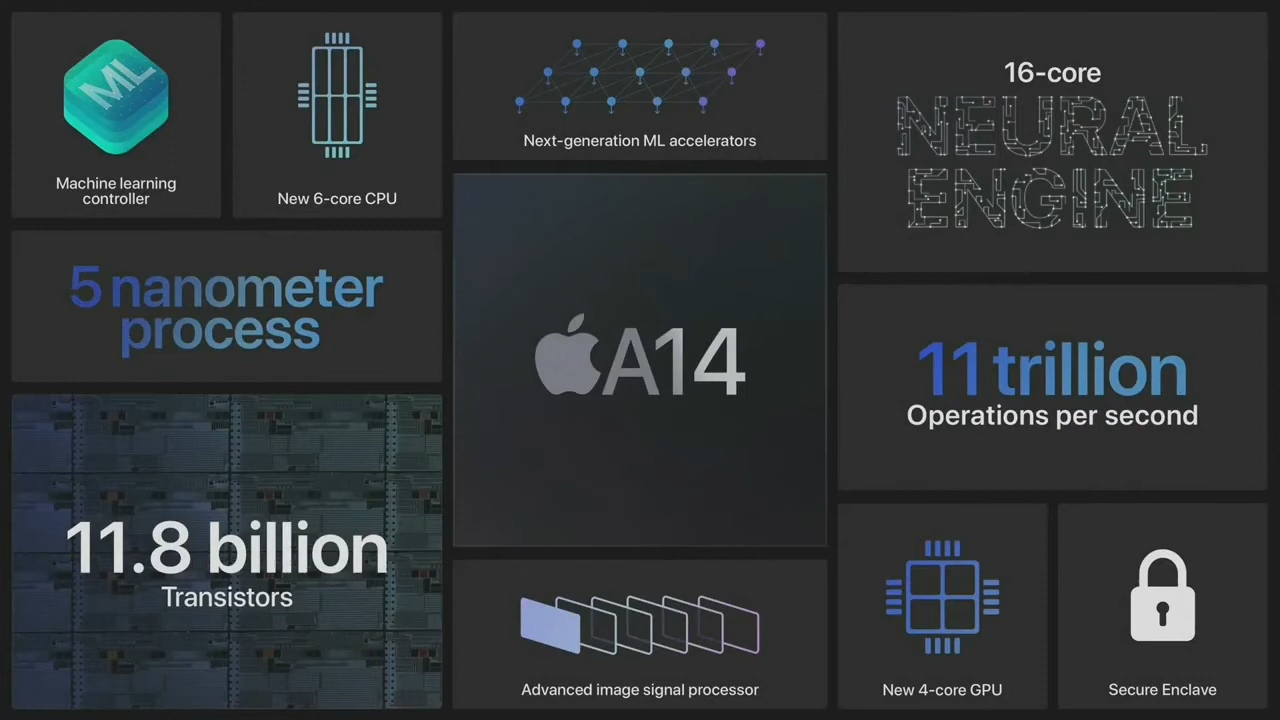 ML
Machine learning
controller
New 6-core CPU
Next-generation ML accelerators
16-core
NEURAL
ENGINE
5 nanometer
process
A14
11 trillion
Operations per second
11.8 billion
Transistors
Advanced image signal processor
New 4-core GPU
Secure Enclave